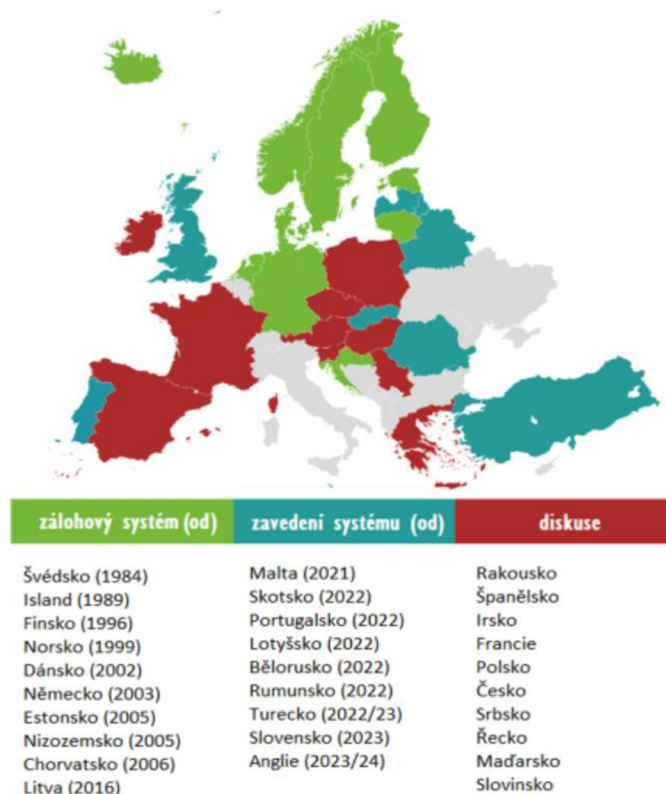 zálohový systém (od)
zavedení systému (od)
diskuse
Švédsko (1984)
Island (1989)
Finsko (1996)
Norsko (1999)
Dánsko (2002)
Německo (2003)
Estonsko (2005)
Nizozemsko (2005)
Chorvatsko (2006)
Litva (2016)
Malta (2021)
Skotsko (2022)
Portugalsko (2022)
Lotyšsko (2022)
Bělorusko (2022)
Rumunsko (2022)
Turecko (2022/23)
Slovensko (2023)
Anglie (2023/24)
Rakousko
Španělsko
Irsko
Francie
Polsko
Česko
Srbsko
Řecko
Maďarsko
Slovinsko